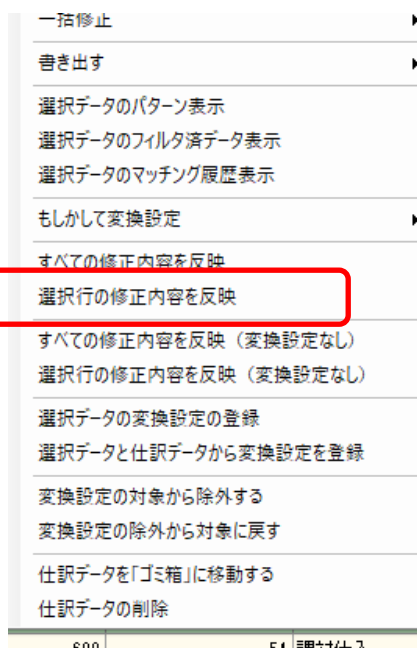 一括修正
書き出す
選択データのパターン表示
選択データのフィルタ済データ表示
選択データのマッチング履歴表示
もしかして変換設定
すべての修正内容を反映
選択行の修正内容を反映
すべての修正内容を反映（変換設定なし）
選択行の修正内容を反映（変換設定なし）
選択データの変換設定の登録
選択データと仕訳データから変換設定を登録
変換設定の対象から除外する
変換設定の除外から対象に戻す
仕訳データを「ゴミ箱」に移動する
仕訳データの削除